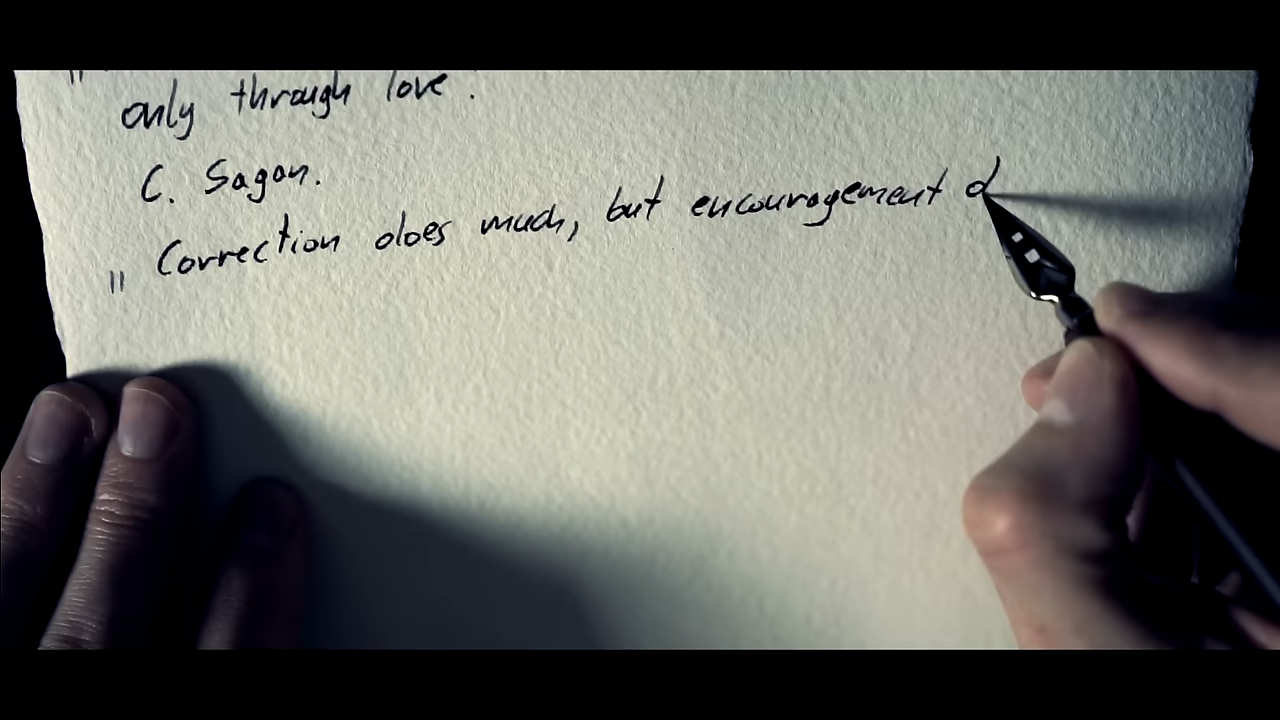 " only through love.
C. Sagan.
" Correction does much, but encouragement d